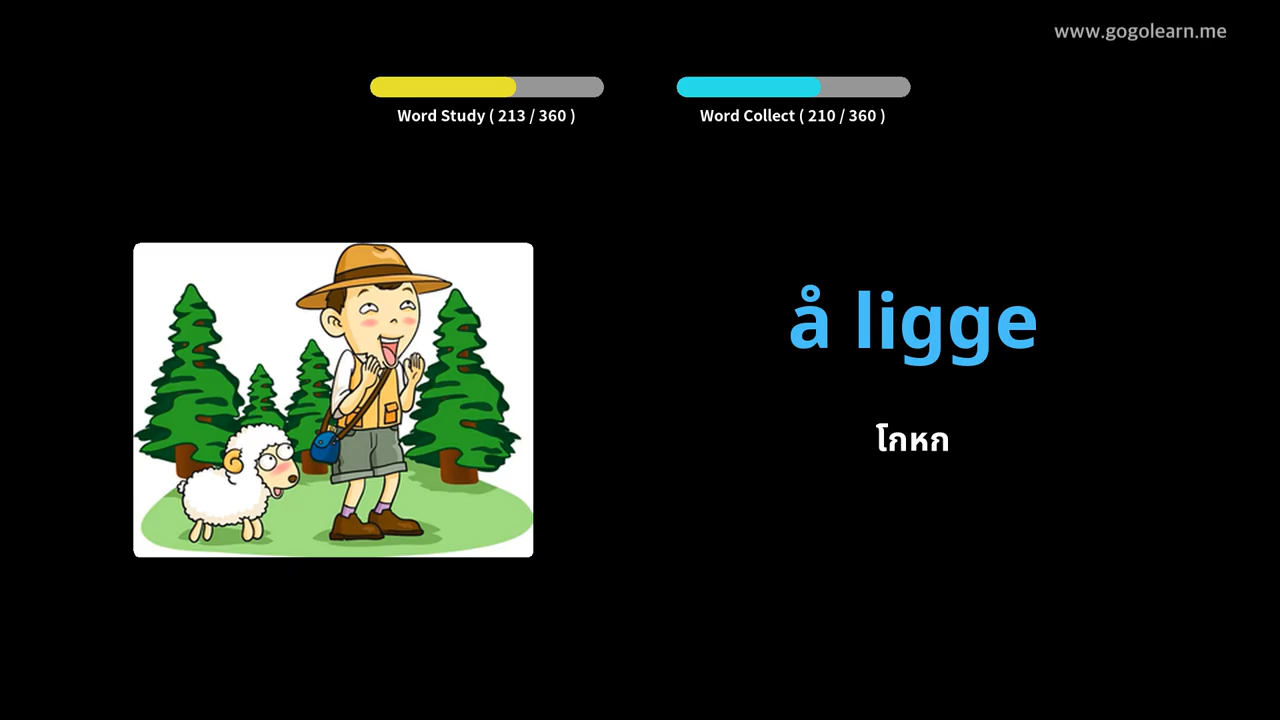 www.gogolearn.me
Word Study ( 213 / 360 )
Word Collect ( 210 / 360 )
å ligge
โกหก